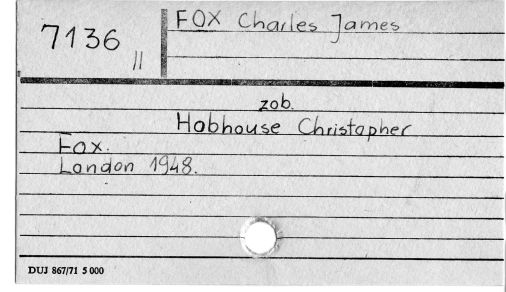 7136 II
FOX Charles James
zob.
Hobhouse Christopher
Fox.
London 1948.
DUJ 867/71 5 000